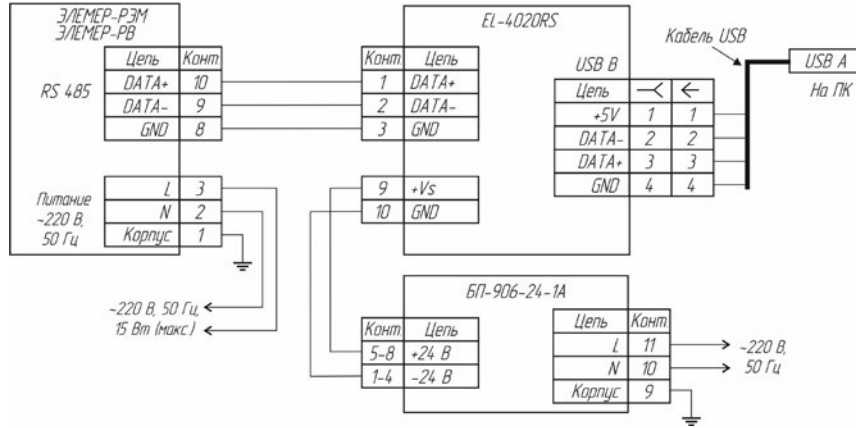 ЭЛЕМЕР-РЭМ
ЭЛЕМЕР-РВ
RS 485
Цепь Конт.
DATA+ 10
DATA- 9
GND 8
Питание
~220 В,
50 Гц
L 3
N 2
Корпус 1
~220 В, 50 Гц,
15 Вт (макс.)
EL-4020RS
Конт. Цепь
1 DATA+
2 DATA-
3 GND
9 +Vs
10 GND
USB B
Цепь
+5V 1 1
DATA- 2 2
DATA+ 3 3
GND 4 4
Кабель USB
USB A
На ПК
БП-906-24-1А
Конт. Цепь
5-8 +24 В
1-4 -24 В
Цепь Конт.
L 11
N 10
Корпус 9
~220 В,
50 Гц